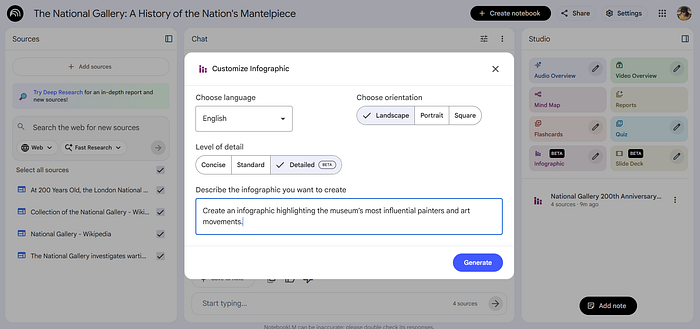 The National Gallery: A History of the Nation's Mantelpiece
+ Create notebook
Share
Settings
Sources
Chat
Studio
+ Add sources
Try Deep Research for an in-depth report and
new sources!
Search the web for new sources
Web
Fast Research
Select all sources
At 200 Years Old, the London National ...
Collection of the National Gallery - Wiki...
National Gallery - Wikipedia
The National Gallery investigates warti...
Customize Infographic
Choose language
English
Choose orientation
Landscape
Portrait
Square
Level of detail
Concise
Standard
Detailed
BETA
Describe the infographic you want to create
Create an infographic highlighting the museum's most influential painters and art
movements.
Generate
Start typing...
4 sources
Audio Overview
Video Overview
Mind Map
Reports
Flashcards
Quiz
BETA
Infographic
BETA
Slide Deck
National Gallery 200th Anniversary...
4 sources · 9m ago
Add note
NotebookLM can be inaccurate; please double check its responses.